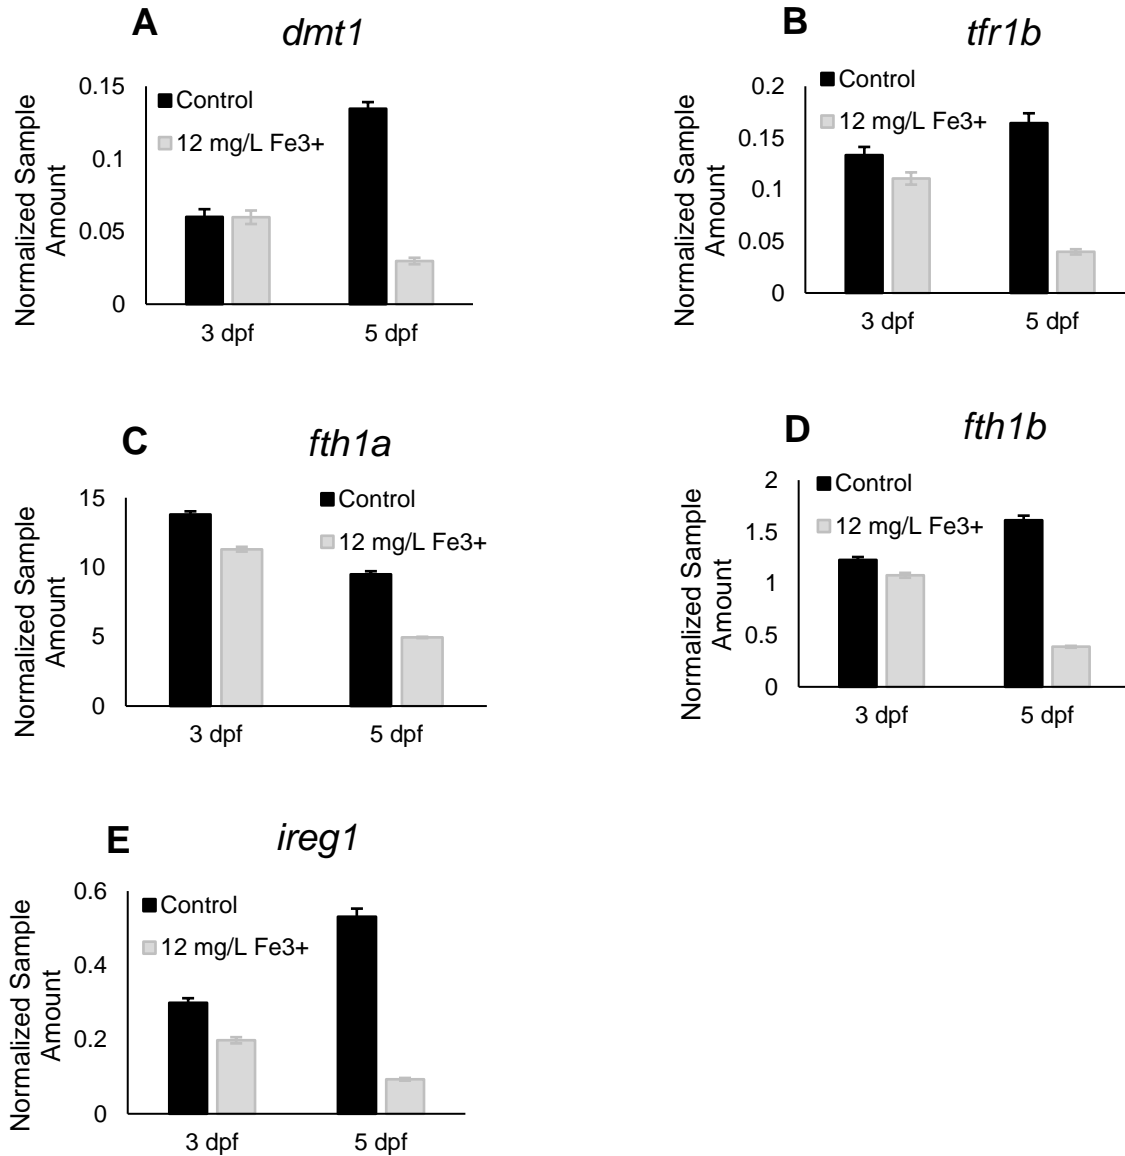 A
dmt1
Normalized Sample
Amount
0.15
0.1
0.05
0
Control
12 mg/L Fe3+
3 dpf
5 dpf
B
tfr1b
Normalized Sample
Amount
0.2
0.15
0.1
0.05
0
Control
12 mg/L Fe3+
3 dpf
5 dpf
C
fth1a
Normalized Sample
Amount
15
10
5
0
Control
12 mg/L Fe3+
3 dpf
5 dpf
D
fth1b
Normalized Sample
Amount
2
1.5
1
0.5
0
Control
12 mg/L Fe3+
3 dpf
5 dpf
E
ireg1
Normalized Sample
Amount
0.6
0.4
0.2
0
Control
12 mg/L Fe3+
3 dpf
5 dpf